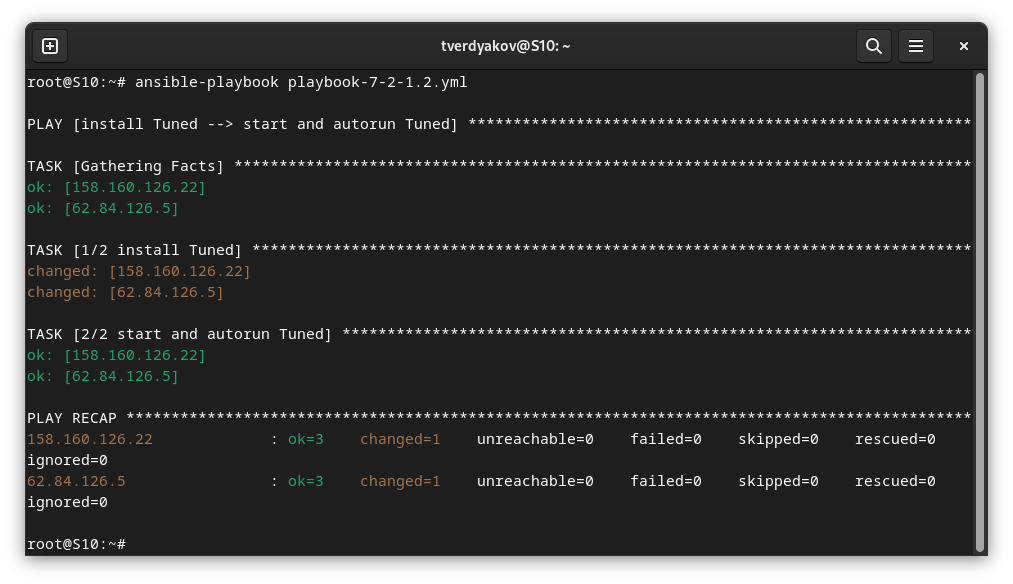 tverdyakov@S10: ~
root@S10:~# ansible-playbook playbook-7-2-1.2.yml
PLAY [install Tuned --> start and autorun Tuned] ********************************************************
TASK [Gathering Facts] **********************************************************************************
ok: [158.160.126.22]
ok: [62.84.126.5]
TASK [1/2 install Tuned] ********************************************************************************
changed: [158.160.126.22]
changed: [62.84.126.5]
TASK [2/2 start and autorun Tuned] **********************************************************************
ok: [158.160.126.22]
ok: [62.84.126.5]
PLAY RECAP **********************************************************************************************
158.160.126.22             : ok=3    changed=1    unreachable=0    failed=0    skipped=0    rescued=0
ignored=0
62.84.126.5                : ok=3    changed=1    unreachable=0    failed=0    skipped=0    rescued=0
ignored=0
root@S10:~#